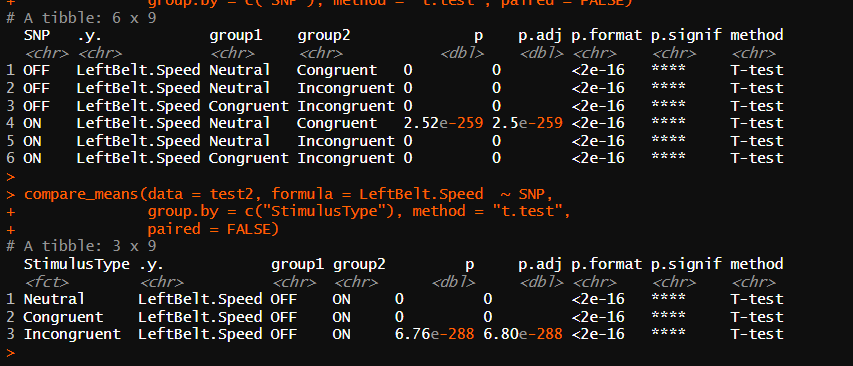 + group.by = c("SNP"), method = "t.test", paired = FALSE)
# A tibble: 6 x 9
SNP .y. group1 group2 p p.adj p.format p.signif method
<chr> <chr> <chr> <chr> <dbl> <dbl> <chr> <chr> <chr>
1 OFF LeftBelt.Speed Neutral Congruent 0 0 <2e-16 **** T-test
2 OFF LeftBelt.Speed Neutral Incongruent 0 0 <2e-16 **** T-test
3 OFF LeftBelt.Speed Congruent Incongruent 0 0 <2e-16 **** T-test
4 ON LeftBelt.Speed Neutral Congruent 2.52e-259 2.5e-259 <2e-16 **** T-test
5 ON LeftBelt.Speed Neutral Incongruent 0 0 <2e-16 **** T-test
6 ON LeftBelt.Speed Congruent Incongruent 0 0 <2e-16 **** T-test
>
> compare_means(data = test2, formula = LeftBelt.Speed ~ SNP,
+ group.by = c("StimulusType"), method = "t.test",
+ paired = FALSE)
# A tibble: 3 x 9
StimulusType .y. group1 group2 p p.adj p.format p.signif method
<fct> <chr> <chr> <chr> <dbl> <dbl> <chr> <chr> <chr>
1 Neutral LeftBelt.Speed OFF ON 0 0 <2e-16 **** T-test
2 Congruent LeftBelt.Speed OFF ON 0 0 <2e-16 **** T-test
3 Incongruent LeftBelt.Speed OFF ON 6.76e-288 6.80e-288 <2e-16 **** T-test
>